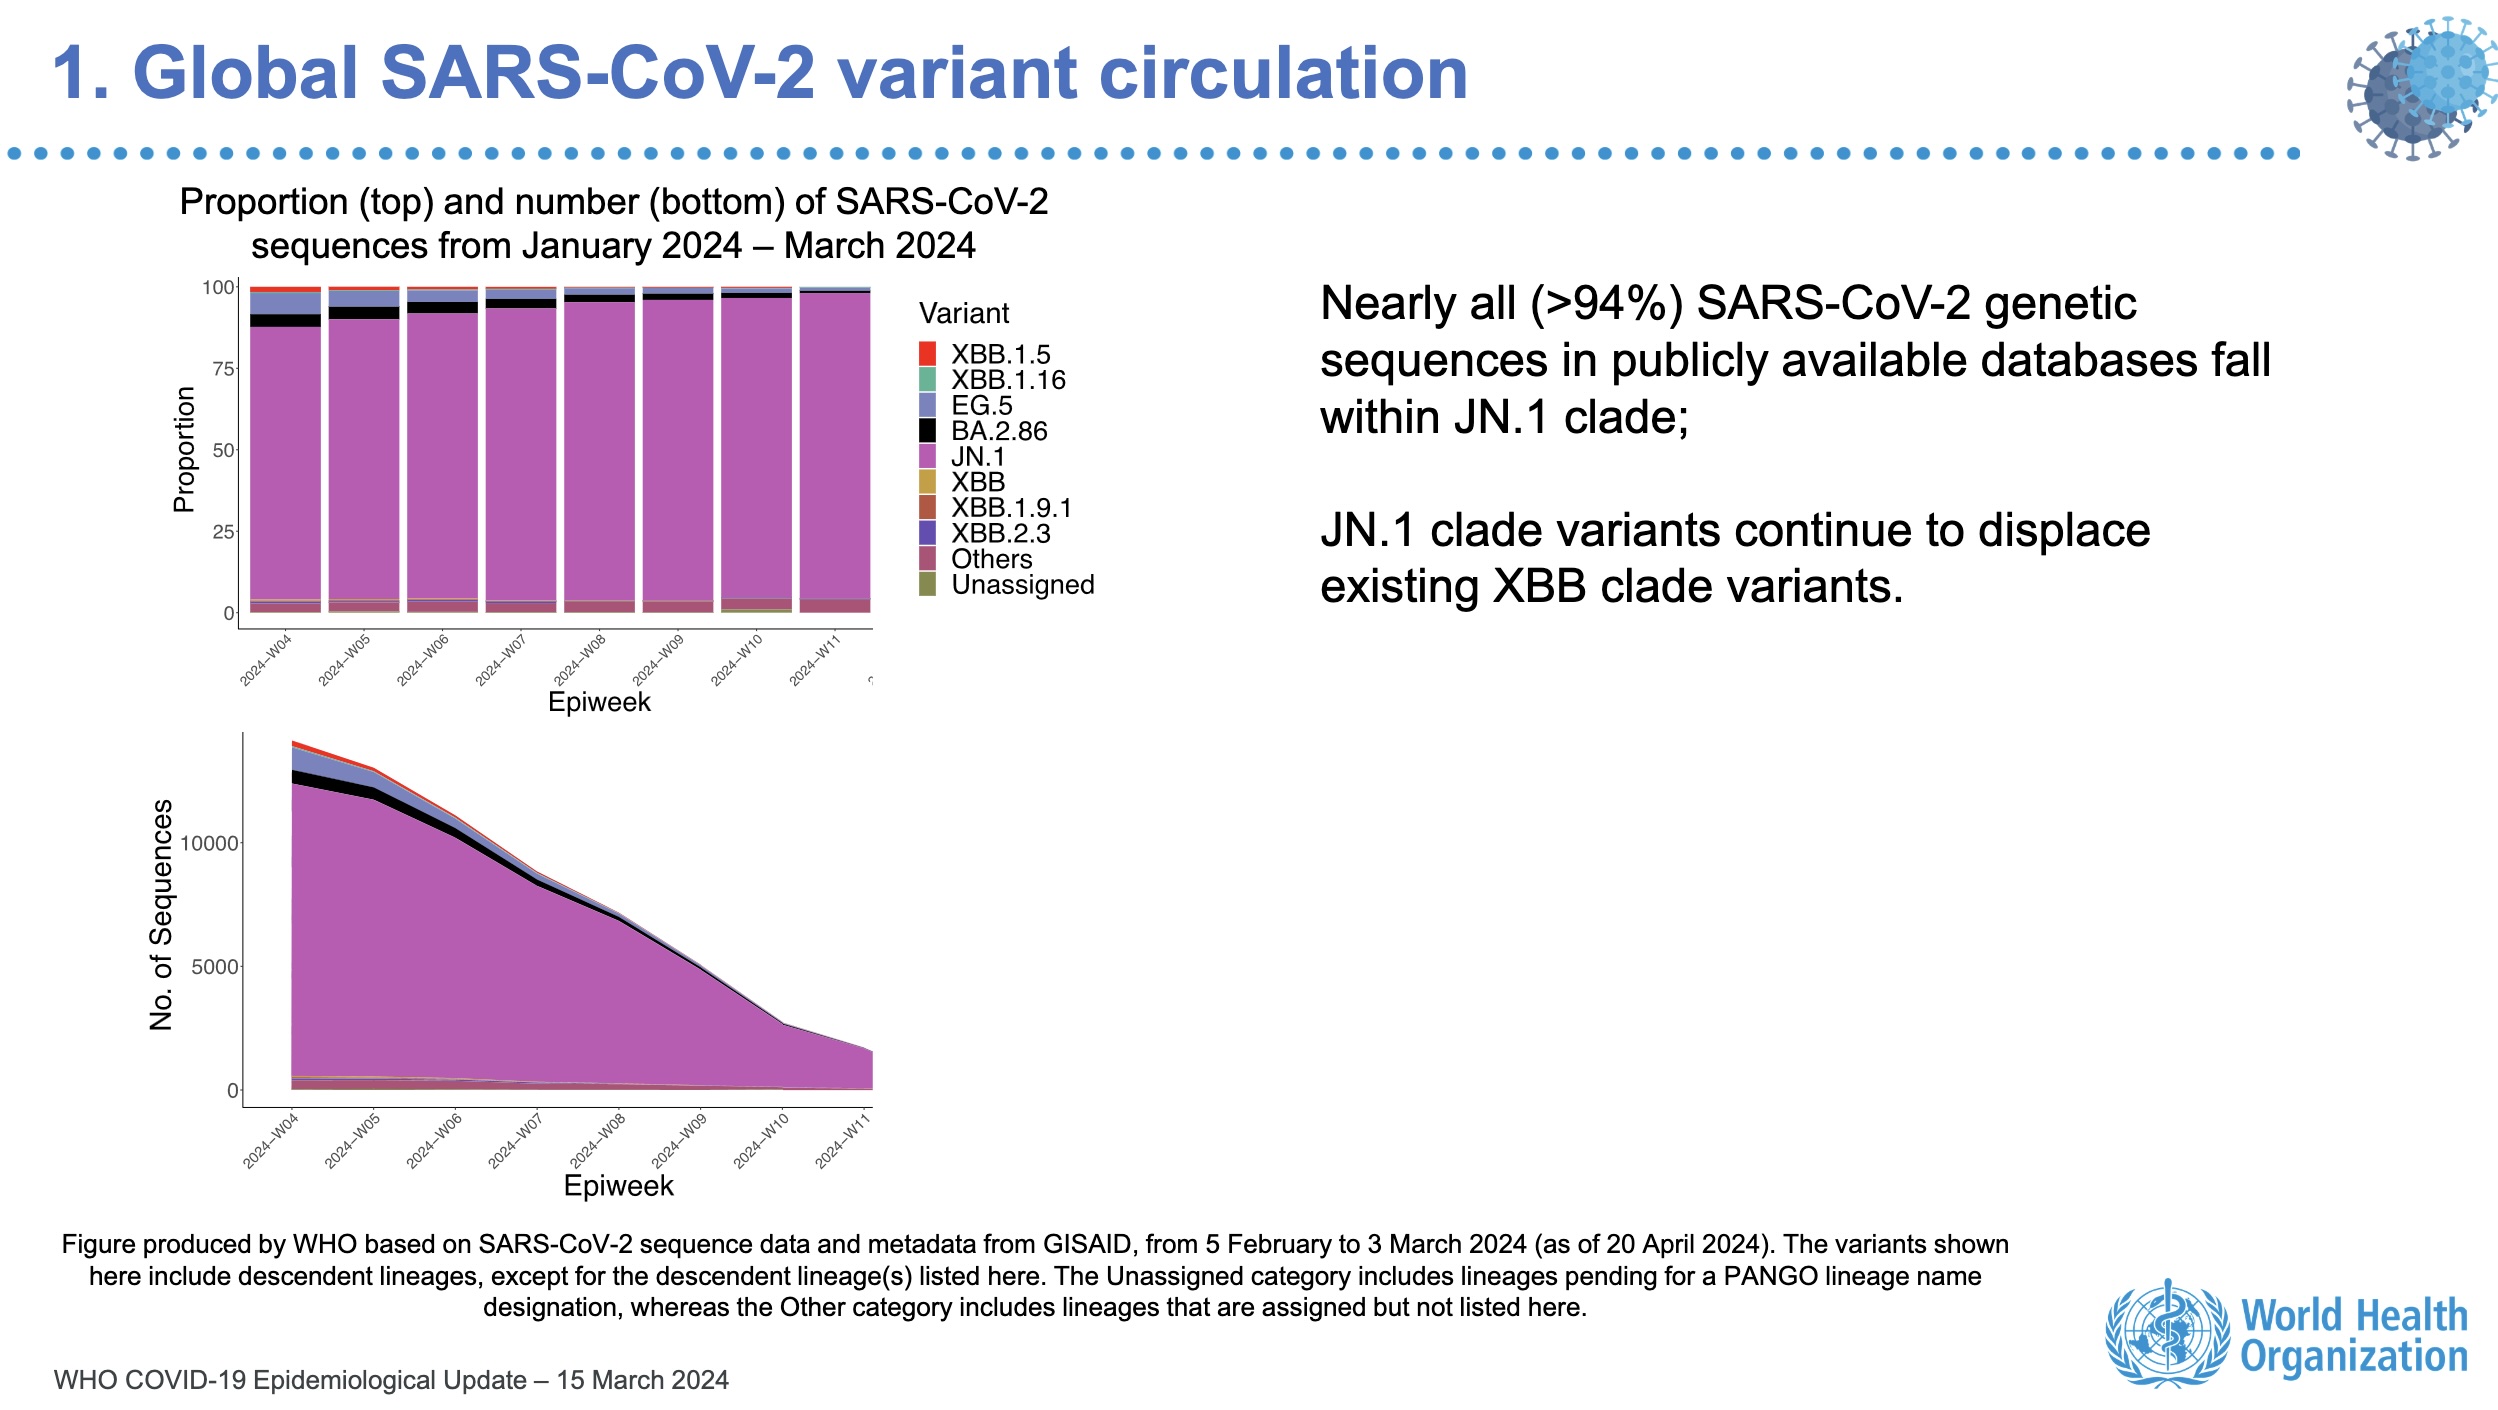 1. Global SARS-CoV-2 variant circulation
Proportion (top) and number (bottom) of SARS-CoV-2
sequences from January 2024 – March 2024
100
75
50
25
0
Proportion
2024–W04
2024–W05
2024–W06
2024–W07
2024–W08
2024–W09
2024–W10
2024–W11
Epiweek
Variant
XBB.1.5
XBB.1.16
EG.5
BA.2.86
JN.1
XBB
XBB.1.9.1
XBB.2.3
Others
Unassigned
Nearly all (>94%) SARS-CoV-2 genetic
sequences in publicly available databases fall
within JN.1 clade;
JN.1 clade variants continue to displace
existing XBB clade variants.
10000
5000
0
No. of Sequences
2024–W04
2024–W05
2024–W06
2024–W07
2024–W08
2024–W09
2024–W10
2024–W11
Epiweek
Figure produced by WHO based on SARS-CoV-2 sequence data and metadata from GISAID, from 5 February to 3 March 2024 (as of 20 April 2024). The variants shown
here include descendent lineages, except for the descendent lineage(s) listed here. The Unassigned category includes lineages pending for a PANGO lineage name
designation, whereas the Other category includes lineages that are assigned but not listed here.
WHO COVID-19 Epidemiological Update – 15 March 2024
World Health
Organization